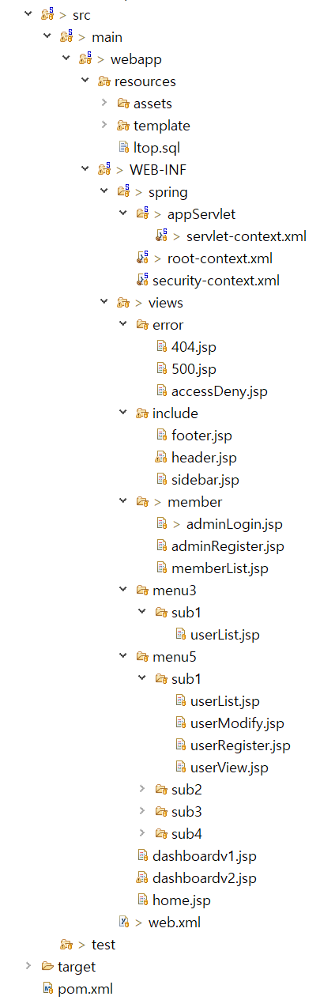 > src
> main
> webapp
resources
assets
template
ltop.sql
> WEB-INF
> spring
> appServlet
> servlet-context.xml
> root-context.xml
security-context.xml
> views
error
404.jsp
500.jsp
accessDeny.jsp
include
footer.jsp
header.jsp
sidebar.jsp
> member
> adminLogin.jsp
adminRegister.jsp
memberList.jsp
menu3
sub1
userList.jsp
menu5
sub1
userList.jsp
userModify.jsp
userRegister.jsp
userView.jsp
sub2
sub3
sub4
dashboardv1.jsp
dashboardv2.jsp
home.jsp
> web.xml
> test
target
pom.xml